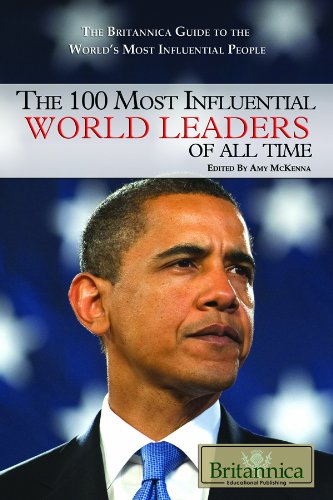 The Britannica Guide to the
World's Most Influential People
The 100 Most Influential
World Leaders
of All Time
Edited By Amy McKenna
Britannica
Educational Publishing